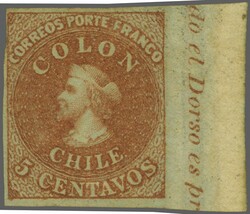 CORREOS PORTE FRANCO
COLON
CHILE
5 CENTAVOS
do el Dorso es pr